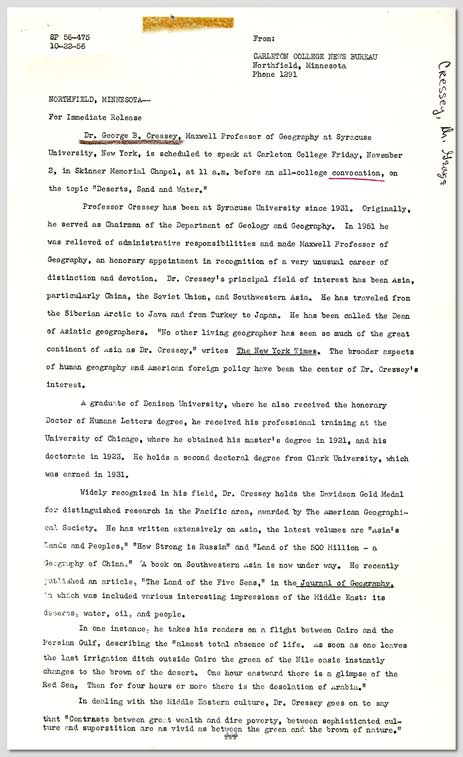 SP 56-475
10-22-56
From:
CARLETON COLLEGE NEWS BUREAU
Northfield, Minnesota
Phone 1291
Cressey, Dr. George
NORTHFIELD, MINNESOTA--
For Immediate Release
Dr. George B. Cressey, Maxwell Professor of Geography at Syracuse
University, New York, is scheduled to speak at Carleton College Friday, November
2, in Skinner Memorial Chapel, at 11 a.m. before an all-college convocation, on
the topic "Deserts, Sand and Water."
Professor Cressey has been at Syracuse University since 1931. Originally,
he served as Chairman of the Department of Geology and Geography. In 1951 he
was relieved of administrative responsibilities and made Maxwell Professor of
Geography, an honorary appointment in recognition of a very unusual career of
distinction and devotion. Dr. Cressey's principal field of interest has been Asia,
particularly China, the Soviet Union, and Southwestern Asia. He has traveled from
the Siberian Arctic to Java and from Turkey to Japan. He has been called the Dean
of Asiatic geographers. "No other living geographer has seen so much of the great
continent of Asia as Dr. Cressey," writes The New York Times. The broader aspects
of human geography and American foreign policy have been the center of Dr. Cressey's
interest.
A graduate of Denison University, where he also received the honorary
Doctor of Humane Letters degree, he received his professional training at the
University of Chicago, where he obtained his master's degree in 1921, and his
doctorate in 1923. He holds a second doctoral degree from Clark University, which
was earned in 1931.
Widely recognized in his field, Dr. Cressey holds the Davidson Gold Medal
for distinguished research in the Pacific area, awarded by The American Geographi-
cal Society. He has written extensively on Asia, the latest volumes are "Asia's
Lands and Peoples," "How Strong is Russia" and "Land of the 500 Million - a
Geography of China." A book on Southwestern Asia is now under way. He recently
published an article, "The Land of the Five Seas," in the Journal of Geography,
in which was included various interesting impressions of the Middle East: its
deserts, water, oil, and people.
In one instance, he takes his readers on a flight between Cairo and the
Persian Gulf, describing the "almost total absence of life. As soon as one leaves
the last irrigation ditch outside Cairo the green of the Nile oasis instantly
changes to the brown of the desert. One hour eastward there is a glimpse of the
Red Sea, Then for four hours or more there is the desolation of Arabia."
In dealing with the Middle Eastern culture, Dr. Cressey goes on to say
that "Contrasts between great wealth and dire poverty, between sophisticated cul-
ture and superstition are as vivid as between the green and the brown of nature."